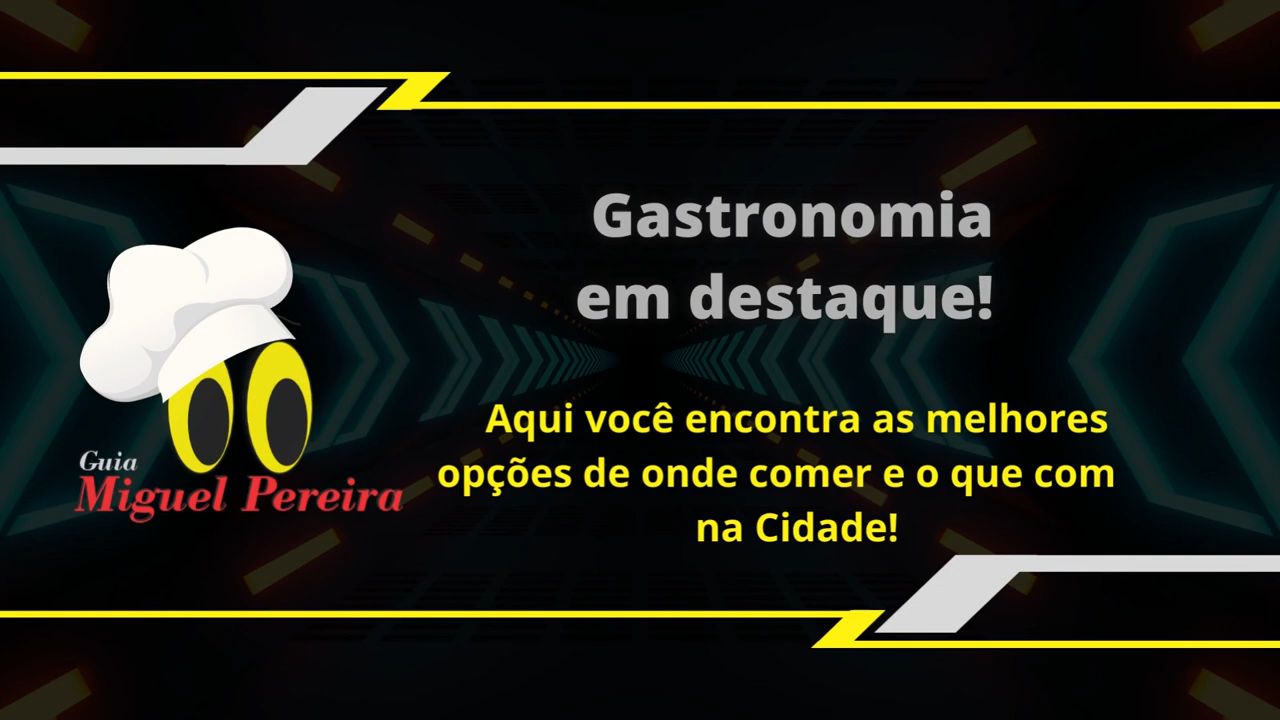 Guia
Miguel Pereira
Gastronomia
em destaque!
Aqui você encontra as melhores
opções de onde comer e o que com
na Cidade!